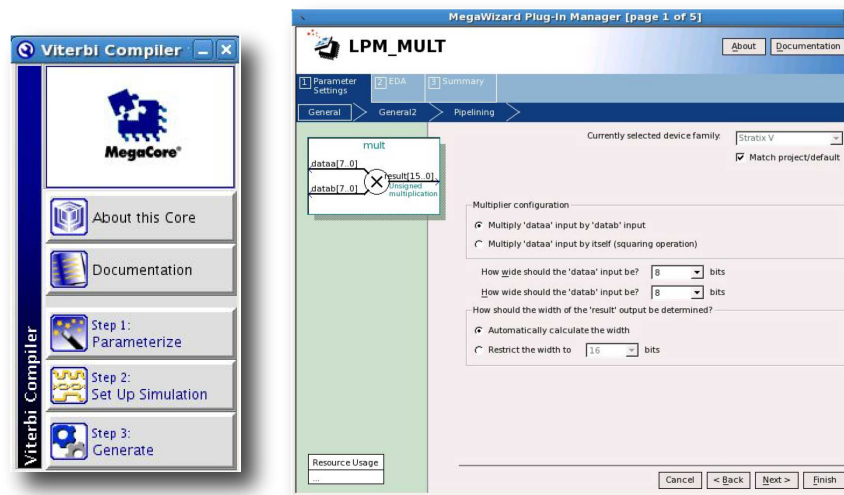 Viterbi Compiler
MegaCore®
About this Core
Documentation
Step 1:
Parameterize
Step 2:
Set Up Simulation
Step 3:
Generate
Viterbi Compiler
MegaWizard Plug-In Manager [page 1 of 5]
LPM_MULT
About
Documentation
1 Parameter
Settings
2 EDA
3 Summary
General
General2
Pipelining
mult
dataa[7..0]
datab[7..0]
result[15..0]
Unsigned
multiplication
Currently selected device family:
Stratix V
Match project/default
Multiplier configuration
Multiply 'dataa' input by 'datab' input
Multiply 'dataa' input by itself (squaring operation)
How wide should the 'dataa' input be? 8 bits
How wide should the 'datab' input be? 8 bits
How should the width of the 'result' output be determined?
Automatically calculate the width
Restrict the width to 16 bits
Resource Usage
...
Cancel
< Back
Next >
Finish